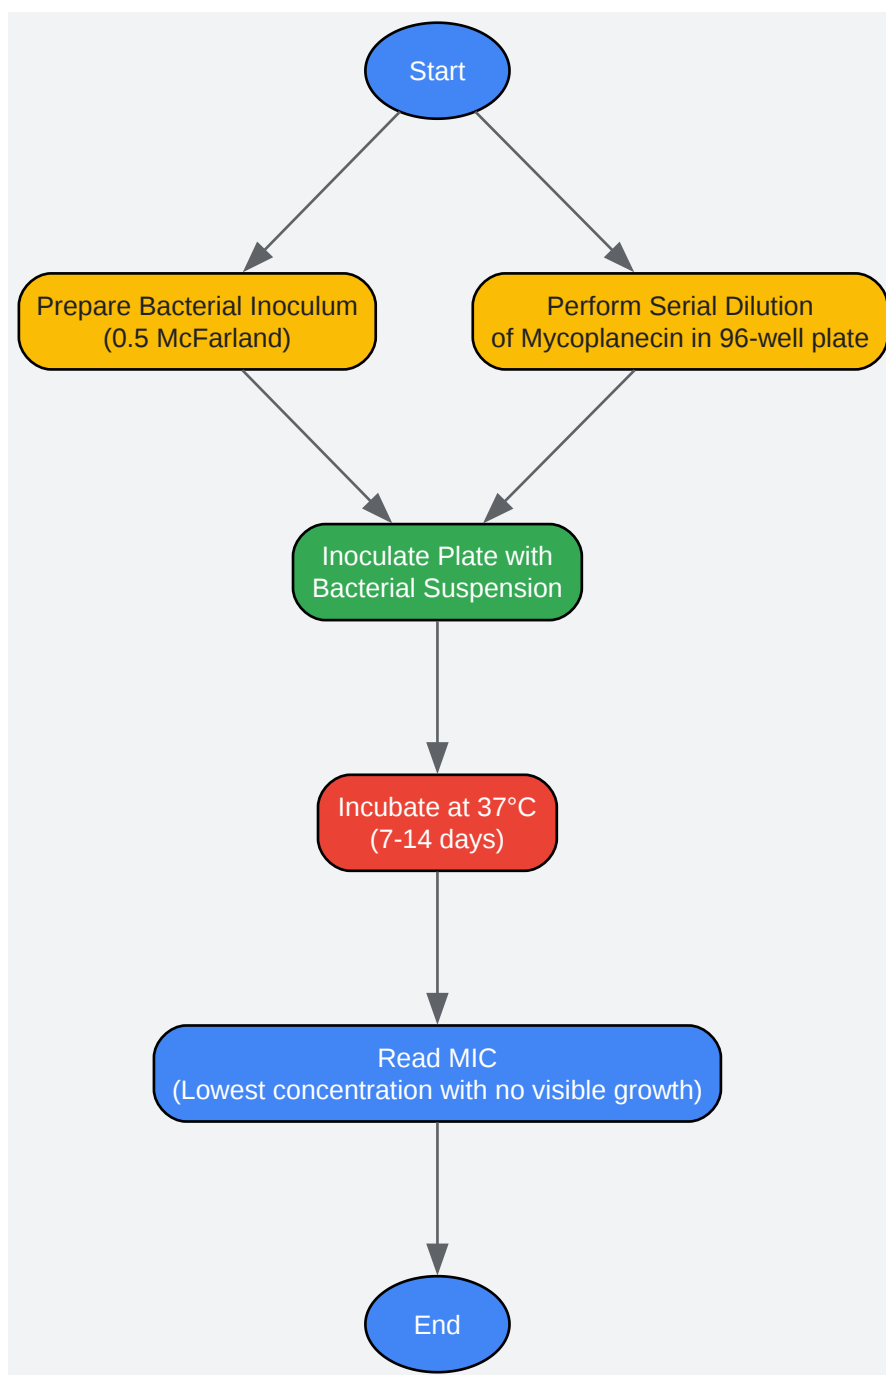 Start
Prepare Bacterial Inoculum
(0.5 McFarland)
Perform Serial Dilution
of Mycoplanecin in 96-well plate
Inoculate Plate with
Bacterial Suspension
Incubate at 37°C
(7-14 days)
Read MIC
(Lowest concentration with no visible growth)
End